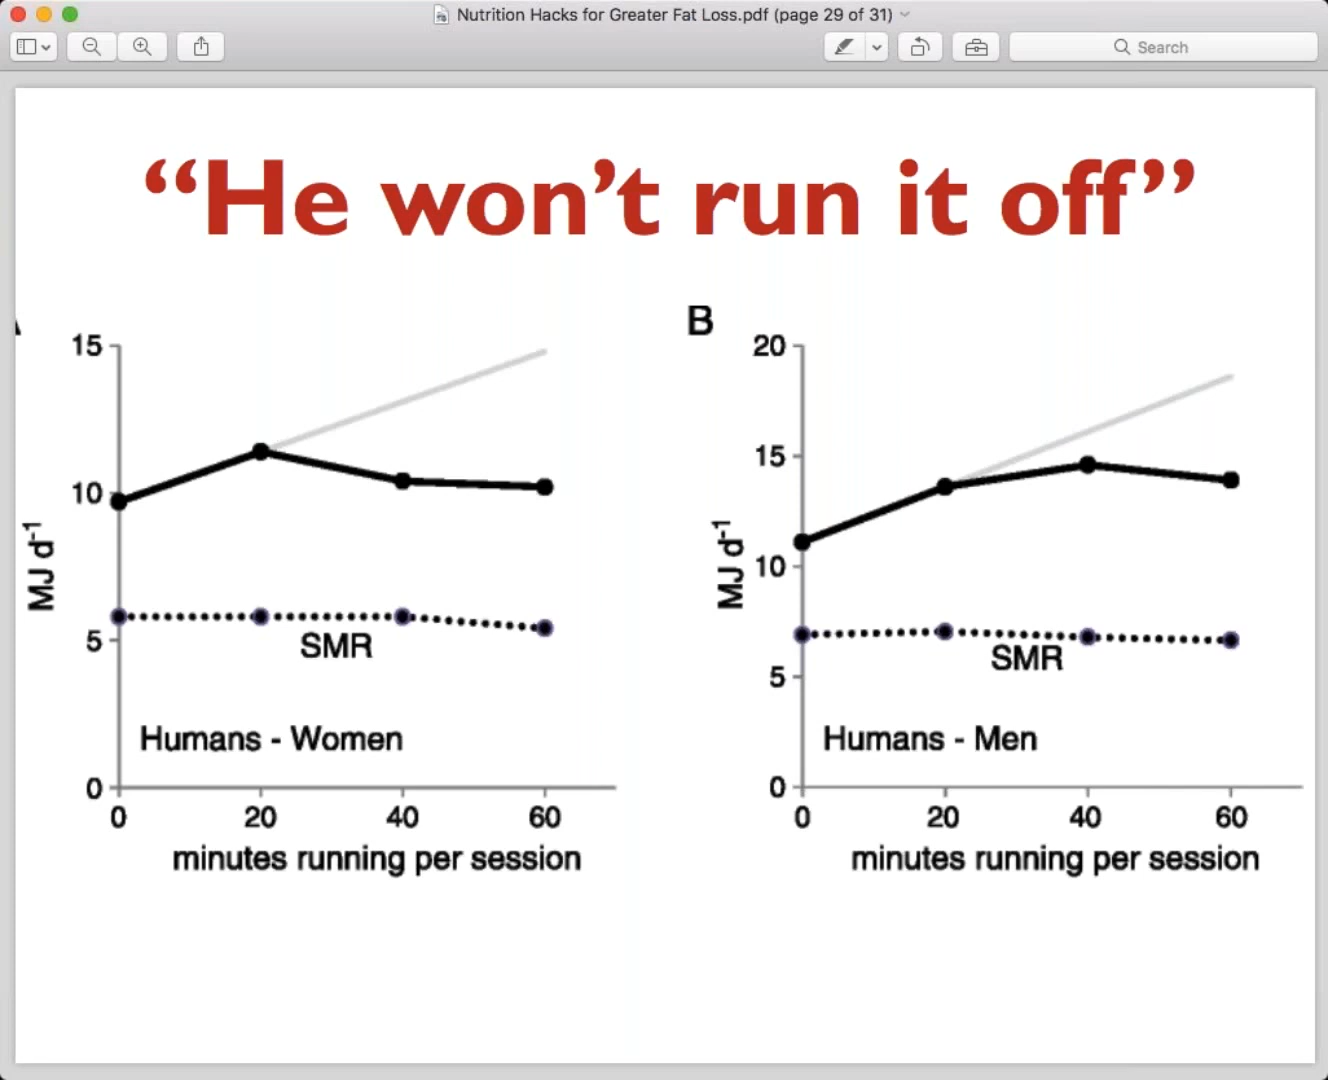 Nutrition Hacks for Greater Fat Loss.pdf (page 29 of 31)
Search
“He won’t run it off”
15
10
5
0
MJ d-1
SMR
Humans - Women
0 20 40 60
minutes running per session
B
20
15
10
5
0
MJ d-1
SMR
Humans - Men
0 20 40 60
minutes running per session